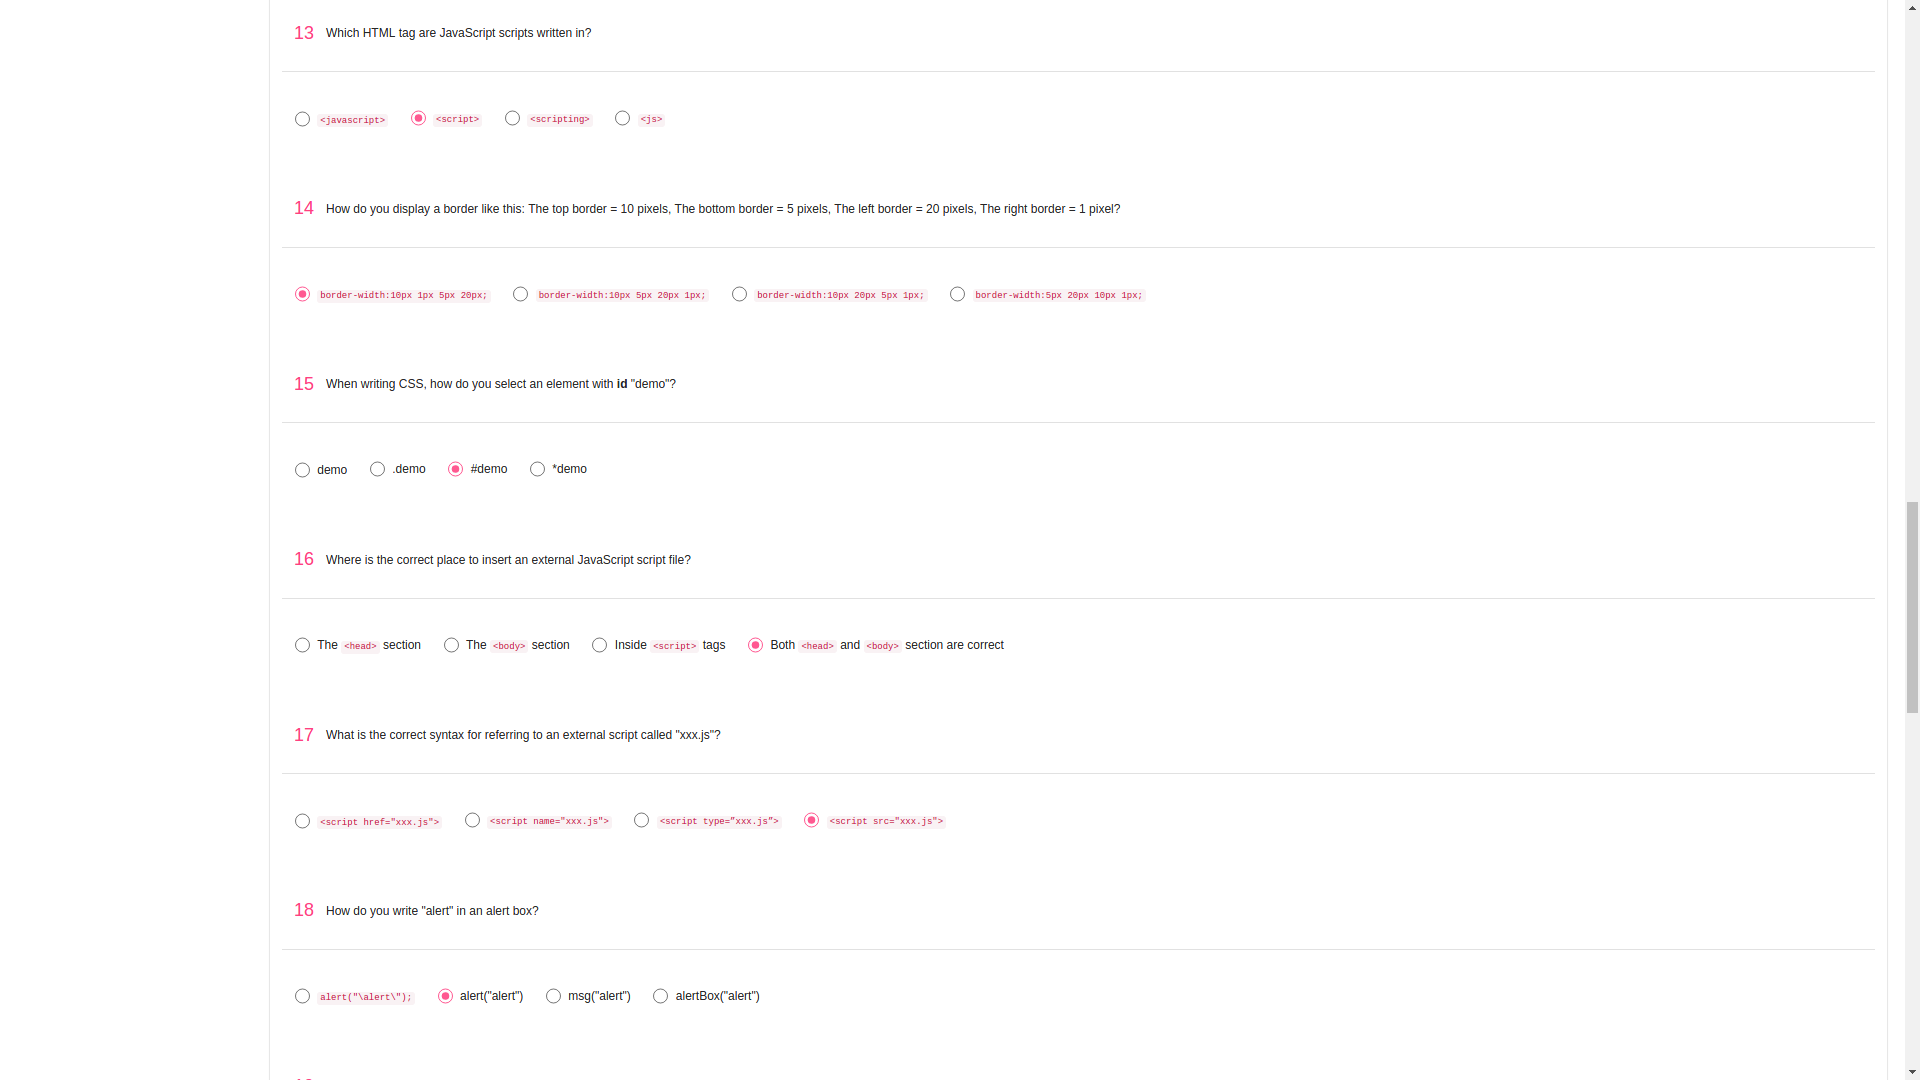 13 Which HTML tag are JavaScript scripts written in?
<javascript> <script> <scripting> <js>
14 How do you display a border like this: The top border = 10 pixels, The bottom border = 5 pixels, The left border = 20 pixels, The right border = 1 pixel?
border-width:10px 1px 5px 20px; border-width:10px 5px 20px 1px; border-width:10px 20px 5px 1px; border-width:5px 20px 10px 1px;
15 When writing CSS, how do you select an element with id "demo"?
demo .demo #demo *demo
16 Where is the correct place to insert an external JavaScript script file?
The <head> section The <body> section Inside <script> tags Both <head> and <body> section are correct
17 What is the correct syntax for referring to an external script called "xxx.js"?
<script href="xxx.js"> <script name="xxx.js"> <script type=”xxx.js”> <script src="xxx.js">
18 How do you write "alert" in an alert box?
alert("\alert\"); alert("alert") msg("alert") alertBox("alert")